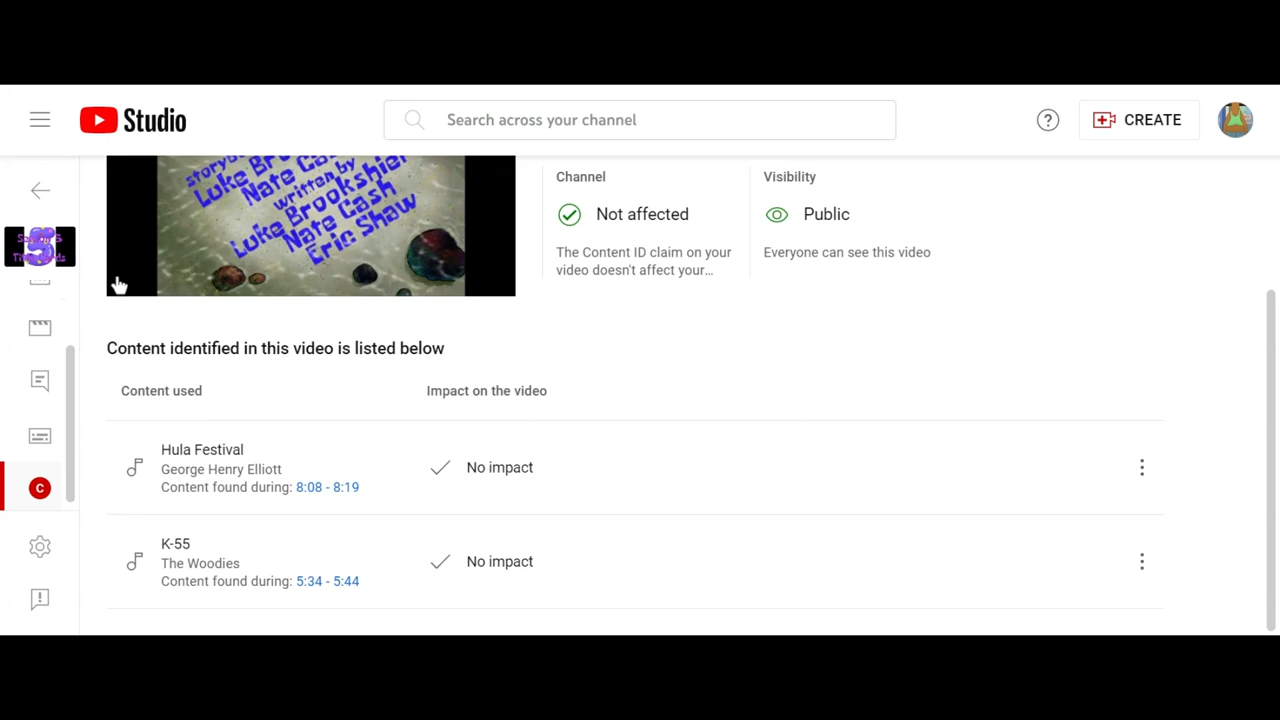 Studio
Search across your channel
?
CREATE
storyb
Luke Br
Nate Ca
written by
Luke Brookshier
Nate Cash
Eric Shaw
5
Channel
Visibility
Not affected
Public
The Content ID claim on your
video doesn't affect your...
Everyone can see this video
Content identified in this video is listed below
Content used
Impact on the video
Hula Festival
George Henry Elliott
Content found during: 8:08 - 8:19
No impact
C
K-55
The Woodies
Content found during: 5:34 - 5:44
No impact